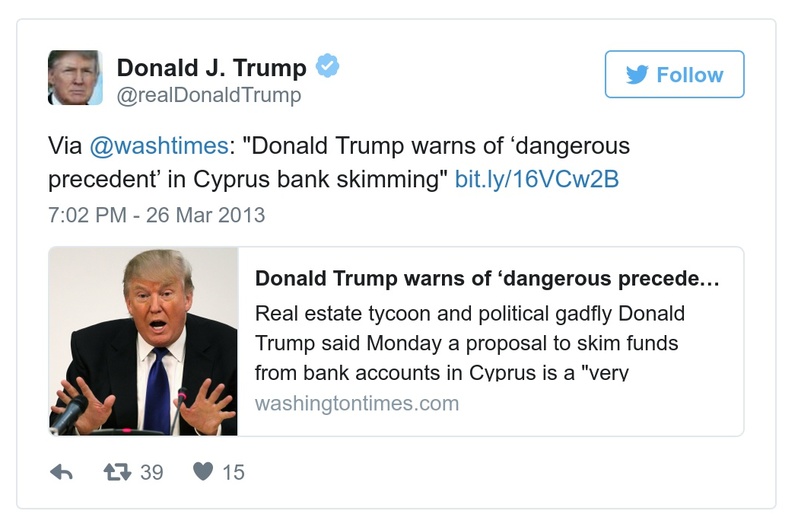 Donald J. Trump
@realDonaldTrump
Follow
Via @washtimes: "Donald Trump warns of ‘dangerous
precedent’ in Cyprus bank skimming" bit.ly/16VCw2B
7:02 PM - 26 Mar 2013
Donald Trump warns of ‘dangerous precede…
Real estate tycoon and political gadfly Donald
Trump said Monday a proposal to skim funds
from bank accounts in Cyprus is a "very
washingtontimes.com
39 15